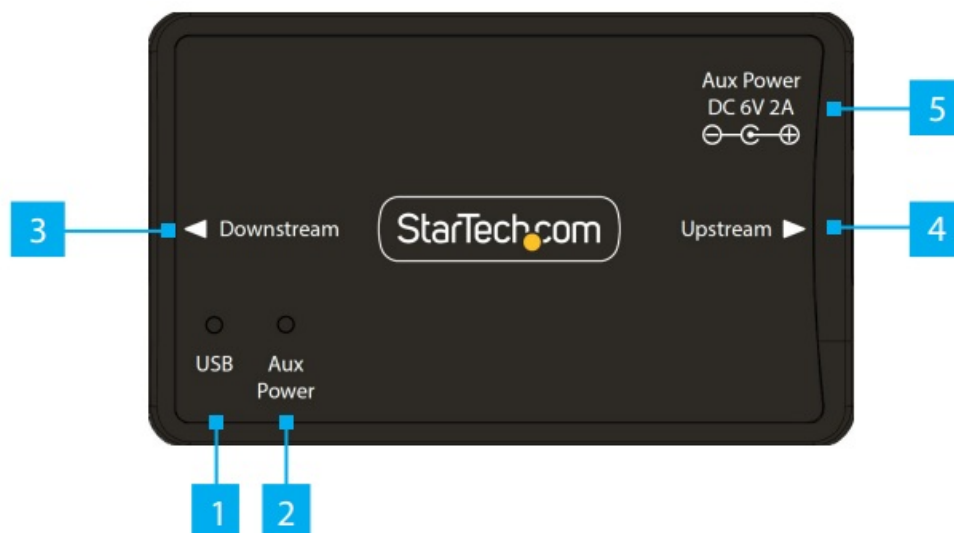 Aux Power
DC 6V 2A
5
3
Downstream
StarTech.com
Upstream
4
USB
Aux
Power
1
2